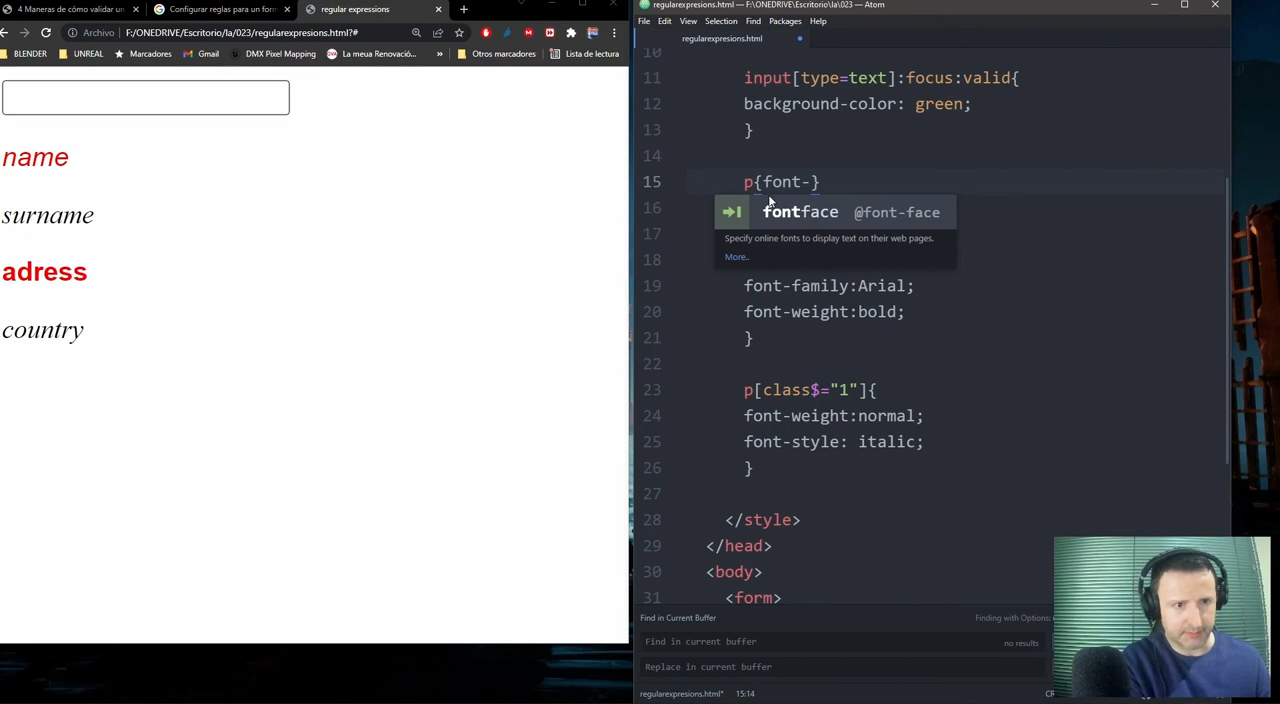 4 Maneras de cómo validar un
Configurar reglas para un form
regular expressions
Archivo
F:/ONEDRIVE/Escritorio/la/023/regularexpresions.html?#
BLENDER
UNREAL
Marcadores
Gmail
DMX Pixel Mapping
La meua Renovació...
»
Otros marcadores
Lista de lectura
name
surname
adress
country
regularexpresions.html — F:\ONEDRIVE\Escritorio\la\023 — Atom
File Edit View Selection Find Packages Help
regularexpresions.html
10
11 input[type=text]:focus:valid{
12 background-color: green;
13 }
14
15 p{font-}
16
17
18
fontface @font-face
Specify online fonts to display text on their web pages.
More..
19 font-family:Arial;
20 font-weight:bold;
21 }
22
23 p[class$="1"]{
24 font-weight:normal;
25 font-style: italic;
26 }
27
28 </style>
29 </head>
30 <body>
31 <form>
Find in Current Buffer
Finding with Options:
Find in current buffer
no results
Replace in current buffer
regularexpresions.html* 15:14